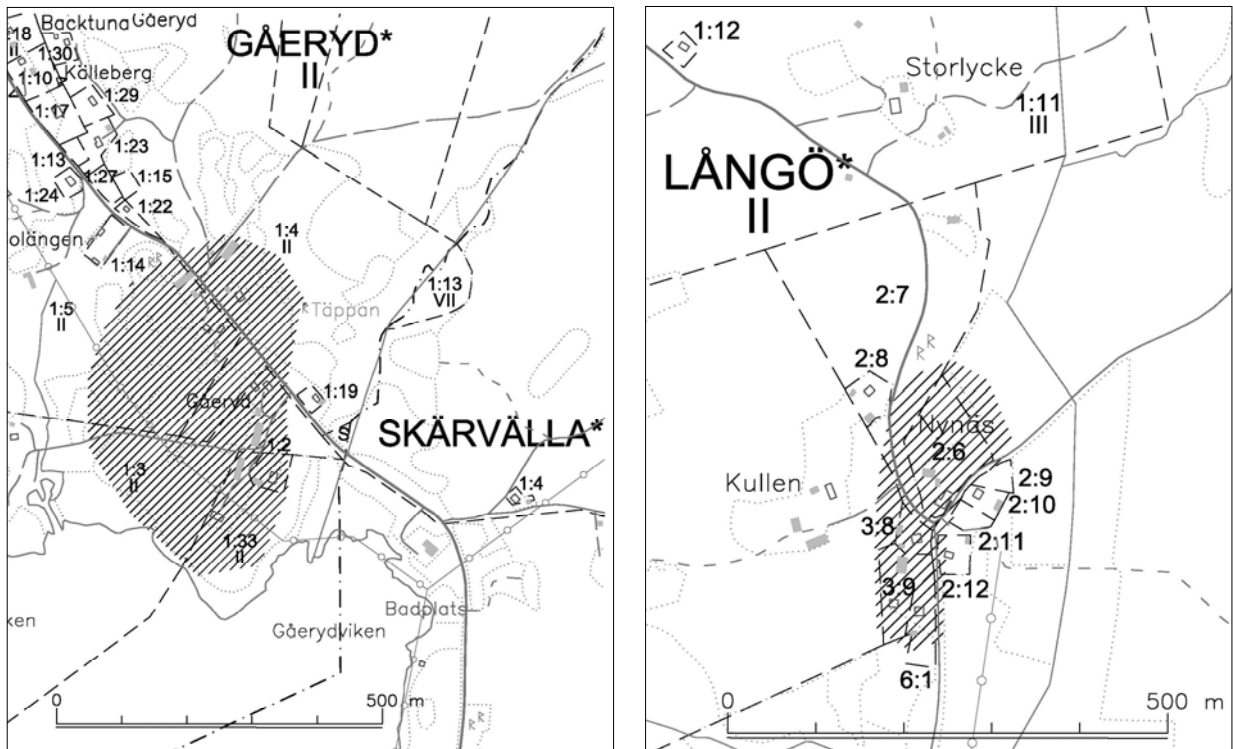 Backtuna
Gåeryd
GÅERYD*
II
:18
II
1:30
1:10
Kölleberg
1:29
1:17
1:23
1:13
1:27
1:15
1:24
1:22
olängen
1:4
II
1:14
R
R
1:13
VII
1:5
II
R
Täppan
1:19
Gåeryd
S
SKÄRVÄLLA*
1:2
1:3
II
1:4
1:33
II
Badplats
ken
Gåerydviken
0
500 m
R
R
1:12
Storlycke
1:11
III
LÅNGÖ*
II
2:7
R
R
2:8
Nynäs
2:6
Kullen
2:9
2:10
3:8
2:11
3:9
2:12
6:1
0
500 m